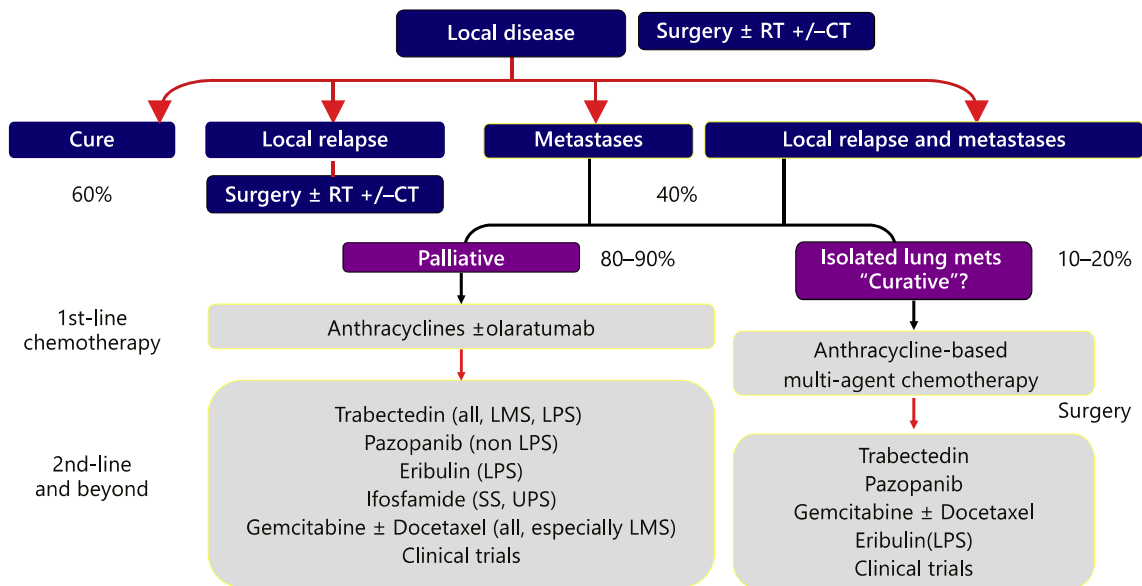 Local disease
Surgery ± RT +/–CT
Cure
Local relapse
Metastases
Local relapse and metastases
60%
Surgery ± RT +/–CT
40%
Palliative
80–90%
Isolated lung mets
“Curative”?
10–20%
1st-line
chemotherapy
Anthracyclines ±olaratumab
Anthracycline-based
multi-agent chemotherapy
Surgery
2nd-line
and beyond
Trabectedin (all, LMS, LPS)
Pazopanib (non LPS)
Eribulin (LPS)
Ifosfamide (SS, UPS)
Gemcitabine ± Docetaxel (all, especially LMS)
Clinical trials
Trabectedin
Pazopanib
Gemcitabine ± Docetaxel
Eribulin(LPS)
Clinical trials